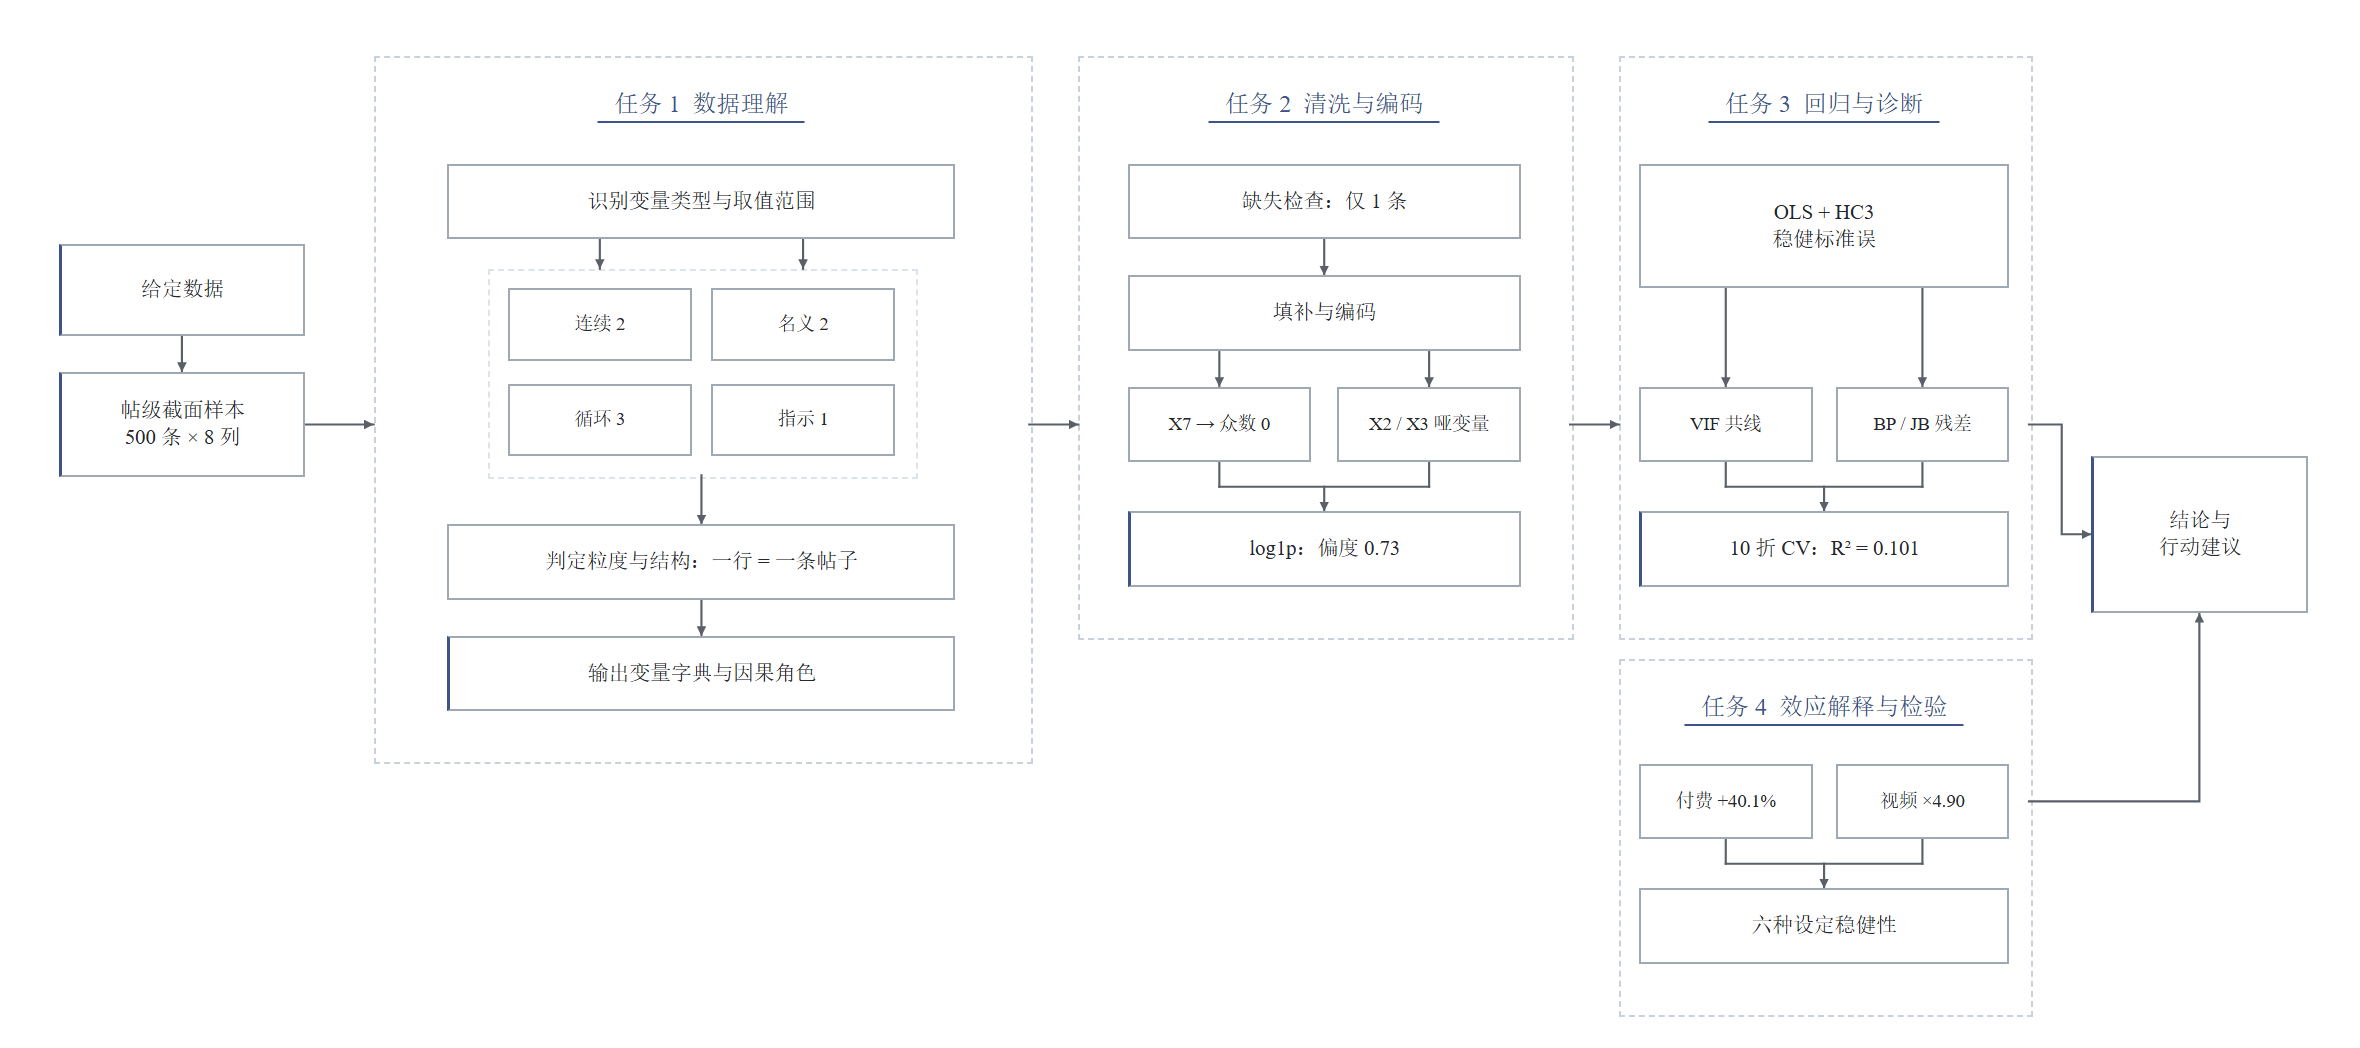 给定数据
帖级截面样本
500 条 × 8 列
任务 1 数据理解
识别变量类型与取值范围
连续 2
名义 2
循环 3
指示 1
判定粒度与结构：一行 = 一条帖子
输出变量字典与因果角色
任务 2 清洗与编码
缺失检查：仅 1 条
填补与编码
X7 → 众数 0
X2 / X3 哑变量
log1p：偏度 0.73
任务 3 回归与诊断
OLS + HC3
稳健标准误
VIF 共线
BP / JB 残差
10 折 CV：R² = 0.101
任务 4 效应解释与检验
付费 +40.1%
视频 ×4.90
六种设定稳健性
结论与
行动建议